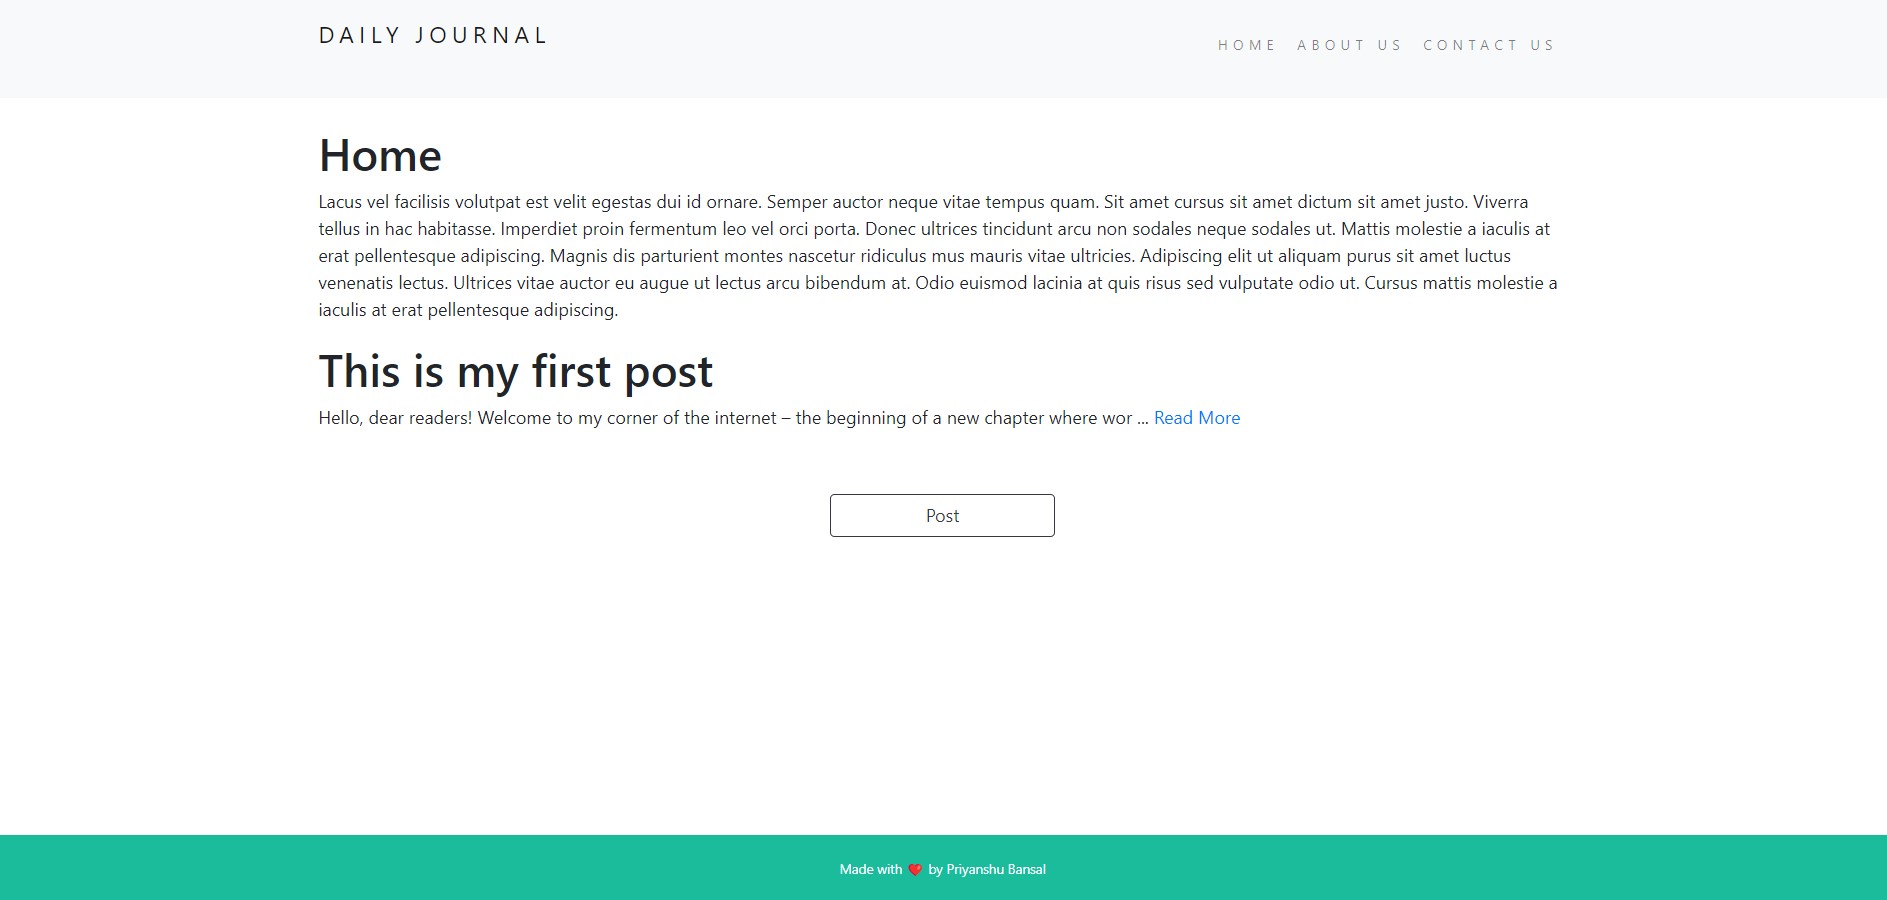 DAILY JOURNAL
HOME ABOUT US CONTACT US
Home
Lacus vel facilisis volutpat est velit egestas dui id ornare. Semper auctor neque vitae tempus quam. Sit amet cursus sit amet dictum sit amet justo. Viverra
tellus in hac habitasse. Imperdiet proin fermentum leo vel orci porta. Donec ultrices tincidunt arcu non sodales neque sodales ut. Mattis molestie a iaculis at
erat pellentesque adipiscing. Magnis dis parturient montes nascetur ridiculus mus mauris vitae ultricies. Adipiscing elit ut aliquam purus sit amet luctus
venenatis lectus. Ultrices vitae auctor eu augue ut lectus arcu bibendum at. Odio euismod lacinia at quis risus sed vulputate odio ut. Cursus mattis molestie a
iaculis at erat pellentesque adipiscing.
This is my first post
Hello, dear readers! Welcome to my corner of the internet – the beginning of a new chapter where wor ... Read More
Post
Made with ❤️ by Priyanshu Bansal